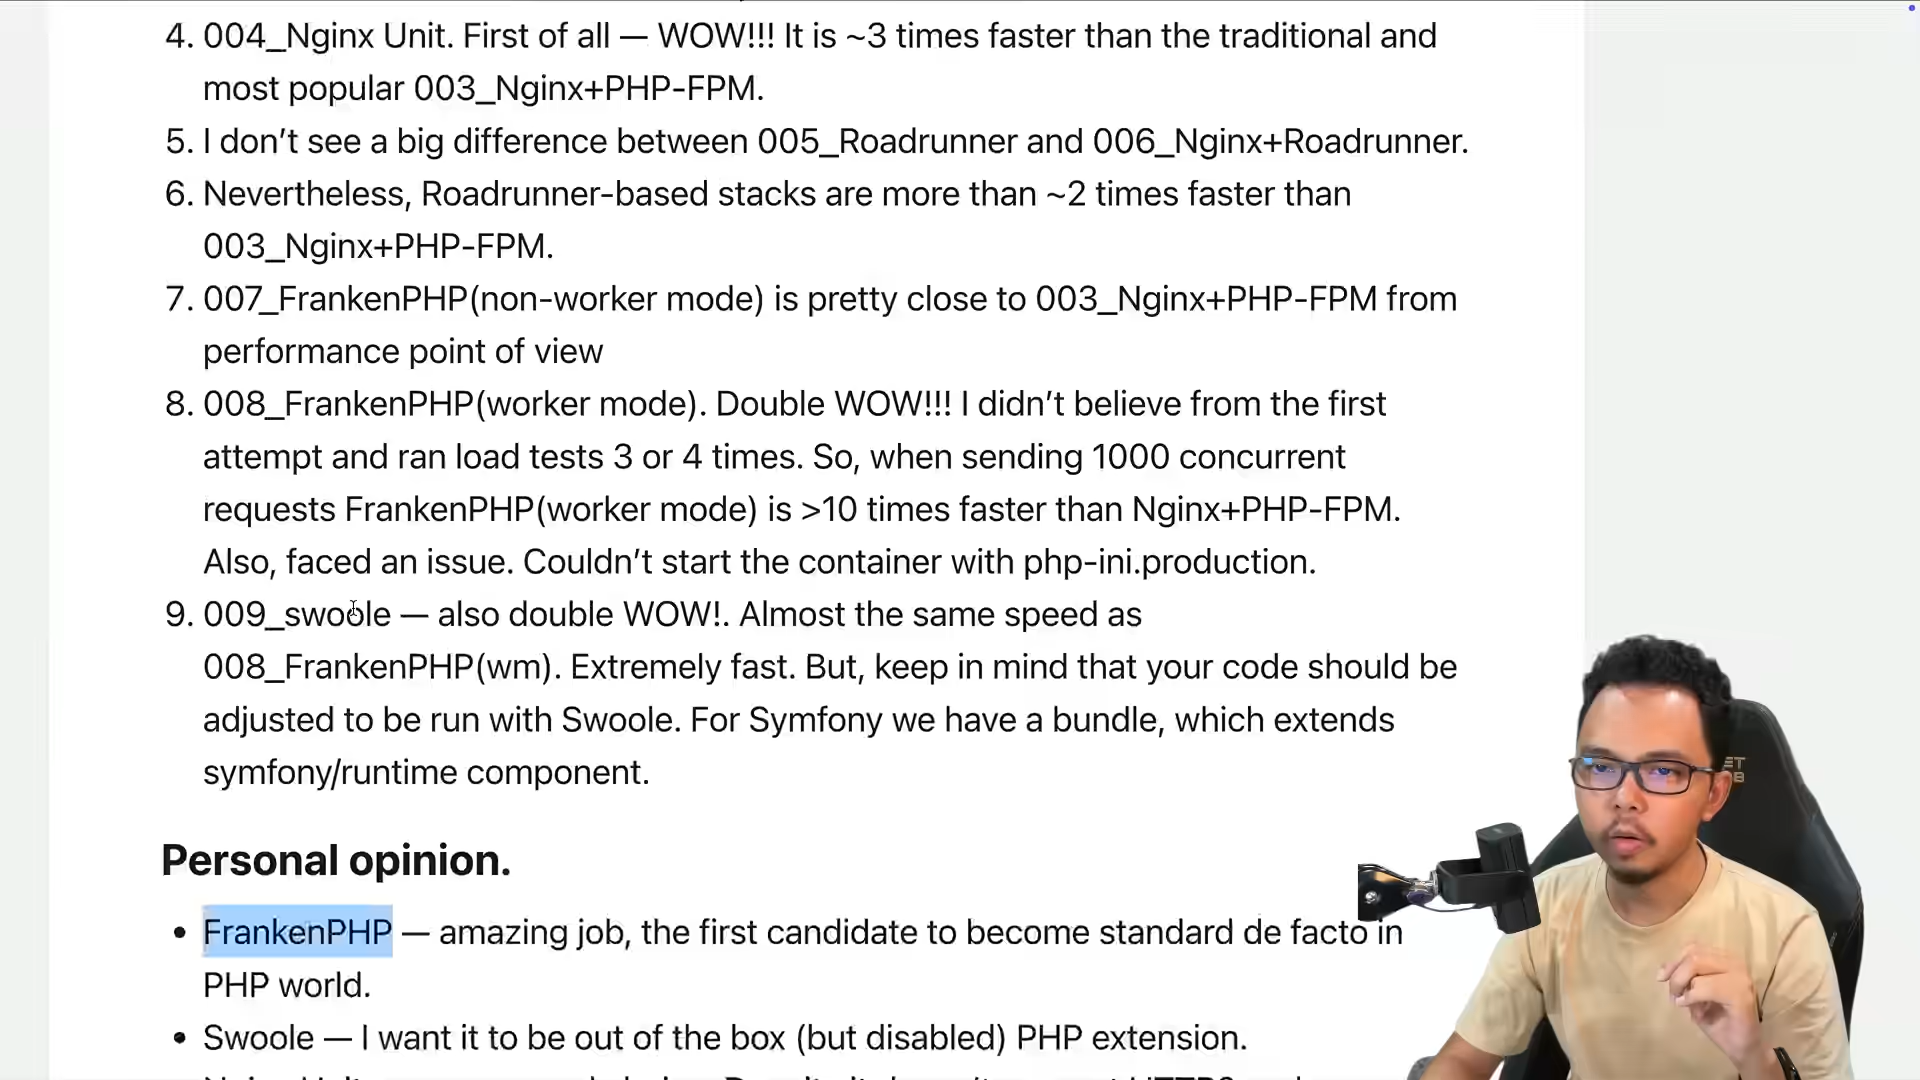 4. 004_Nginx Unit. First of all — WOW!!! It is ~3 times faster than the traditional and
most popular 003_Nginx+PHP-FPM.
5. I don’t see a big difference between 005_Roadrunner and 006_Nginx+Roadrunner.
6. Nevertheless, Roadrunner-based stacks are more than ~2 times faster than
003_Nginx+PHP-FPM.
7. 007_FrankenPHP(non-worker mode) is pretty close to 003_Nginx+PHP-FPM from
performance point of view
8. 008_FrankenPHP(worker mode). Double WOW!!! I didn’t believe from the first
attempt and ran load tests 3 or 4 times. So, when sending 1000 concurrent
requests FrankenPHP(worker mode) is >10 times faster than Nginx+PHP-FPM.
Also, faced an issue. Couldn’t start the container with php-ini.production.
9. 009_swoole — also double WOW!. Almost the same speed as
008_FrankenPHP(wm). Extremely fast. But, keep in mind that your code should be
adjusted to be run with Swoole. For Symfony we have a bundle, which extends
symfony/runtime component.
Personal opinion.
• FrankenPHP — amazing job, the first candidate to become standard de facto in
PHP world.
• Swoole — I want it to be out of the box (but disabled) PHP extension.